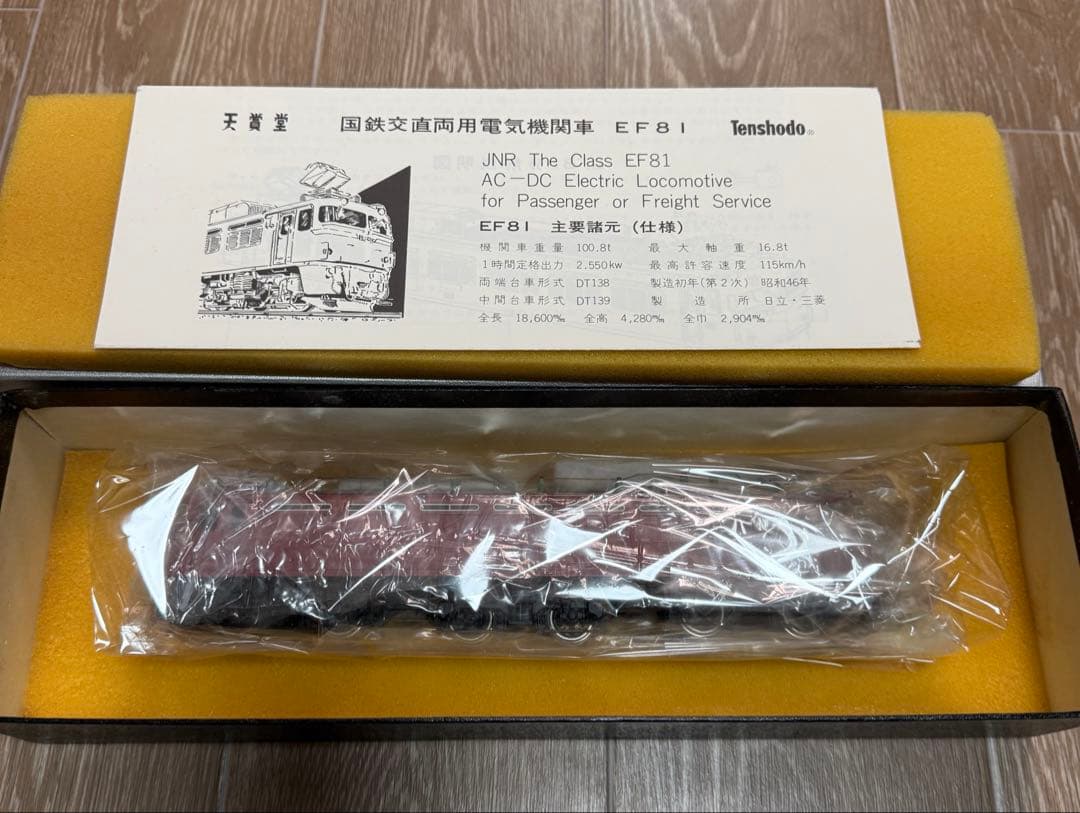 天賞堂 国鉄交直両用電気機関車 EF81 Tenshodo
JNR The Class EF81
AC－DC Electric Locomotive
for Passenger or Freight Service
EF81 主要諸元（仕様）
機関車重量 100.8t 最大軸重 16.8t
1時間定格出力 2.550kw 最高許容速度 115km/h
両端台車形式 DT138 製造初年(第2次) 昭和46年
中間台車形式 DT139 製造所 日立・三菱
全長 18,600㎜ 全高 4,280㎜ 全巾 2,904㎜